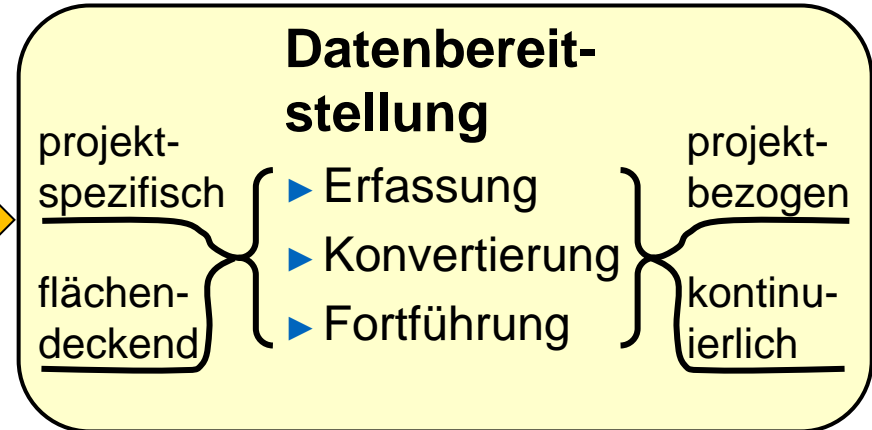 Datenbereit-
stellung
projekt-
spezifisch
flächen-
deckend
► Erfassung
► Konvertierung
► Fortführung
projekt-
bezogen
kontinu-
ierlich